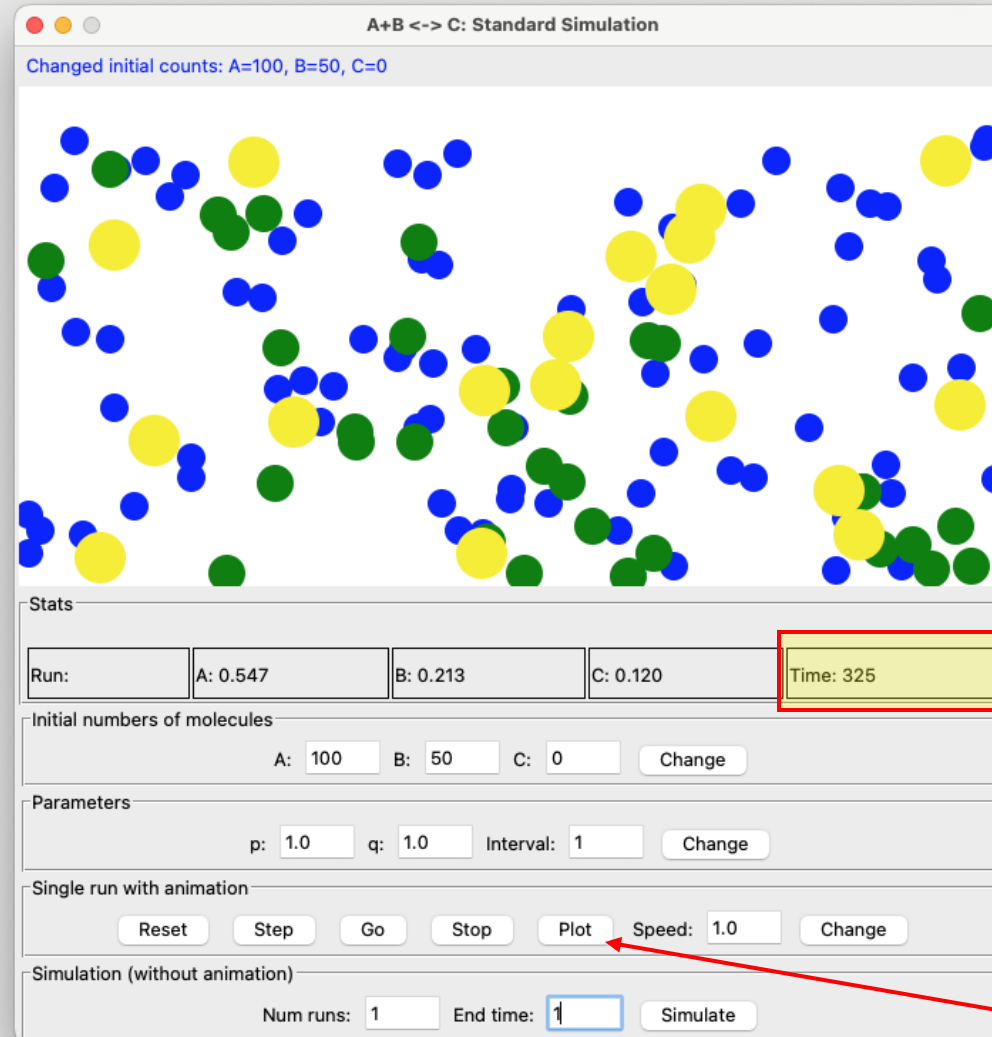 A+B <-> C: Standard Simulation
Changed initial counts: A=100, B=50, C=0
Stats
Run: A: 0.547 B: 0.213 C: 0.120 Time: 325
Initial numbers of molecules
A: 100 B: 50 C: 0 Change
Parameters
p: 1.0 q: 1.0 Interval: 1 Change
Single run with animation
Reset Step Go Stop Plot Speed: 1.0 Change
Simulation (without animation)
Num runs: 1 End time: 1 Simulate